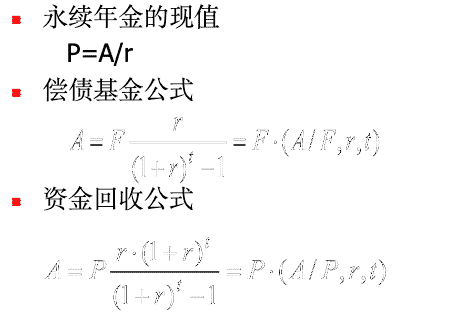 永续年金的现值
P=A/r
偿债基金公式
A = F r / ((1+r)^t − 1) = F·(A/F,r,t)
资金回收公式
A = P r·(1+r)^t / ((1+r)^t − 1) = P·(A/P,r,t)